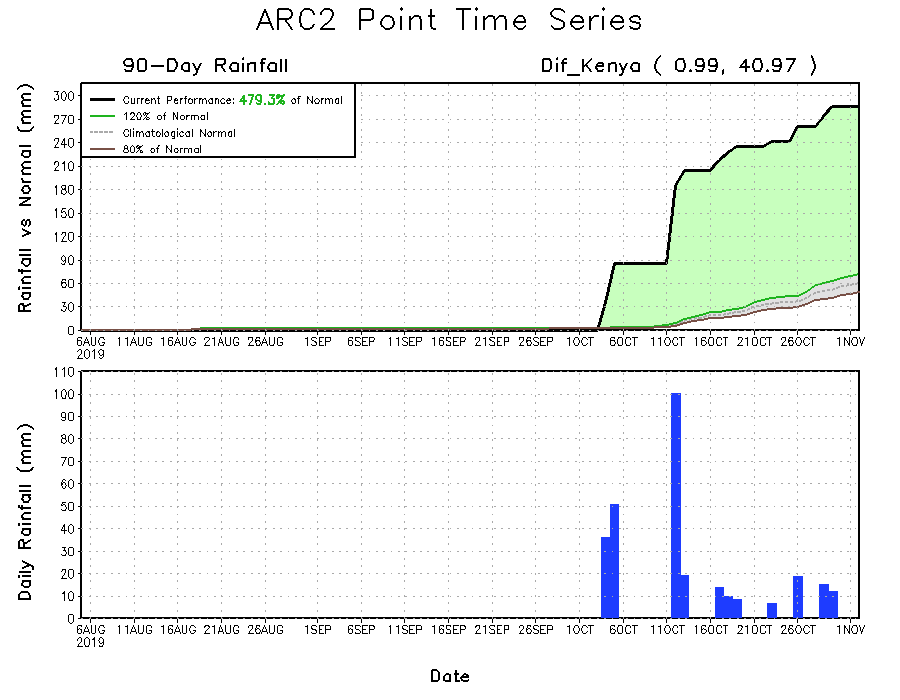 ARC2 Point Time Series
90-Day Rainfall
Dif_Kenya ( 0.99, 40.97 )
Rainfall vs Normal (mm)
Current Performance: 479.3% of Normal
120% of Normal
Climatological Normal
80% of Normal
300
270
240
210
180
150
120
90
60
30
0
6AUG 11AUG 16AUG 21AUG 26AUG 1SEP 6SEP 11SEP 16SEP 21SEP 26SEP 1OCT 6OCT 11OCT 16OCT 21OCT 26OCT 1NOV
2019
Daily Rainfall (mm)
110
100
90
80
70
60
50
40
30
20
10
0
6AUG 11AUG 16AUG 21AUG 26AUG 1SEP 6SEP 11SEP 16SEP 21SEP 26SEP 1OCT 6OCT 11OCT 16OCT 21OCT 26OCT 1NOV
2019
Date